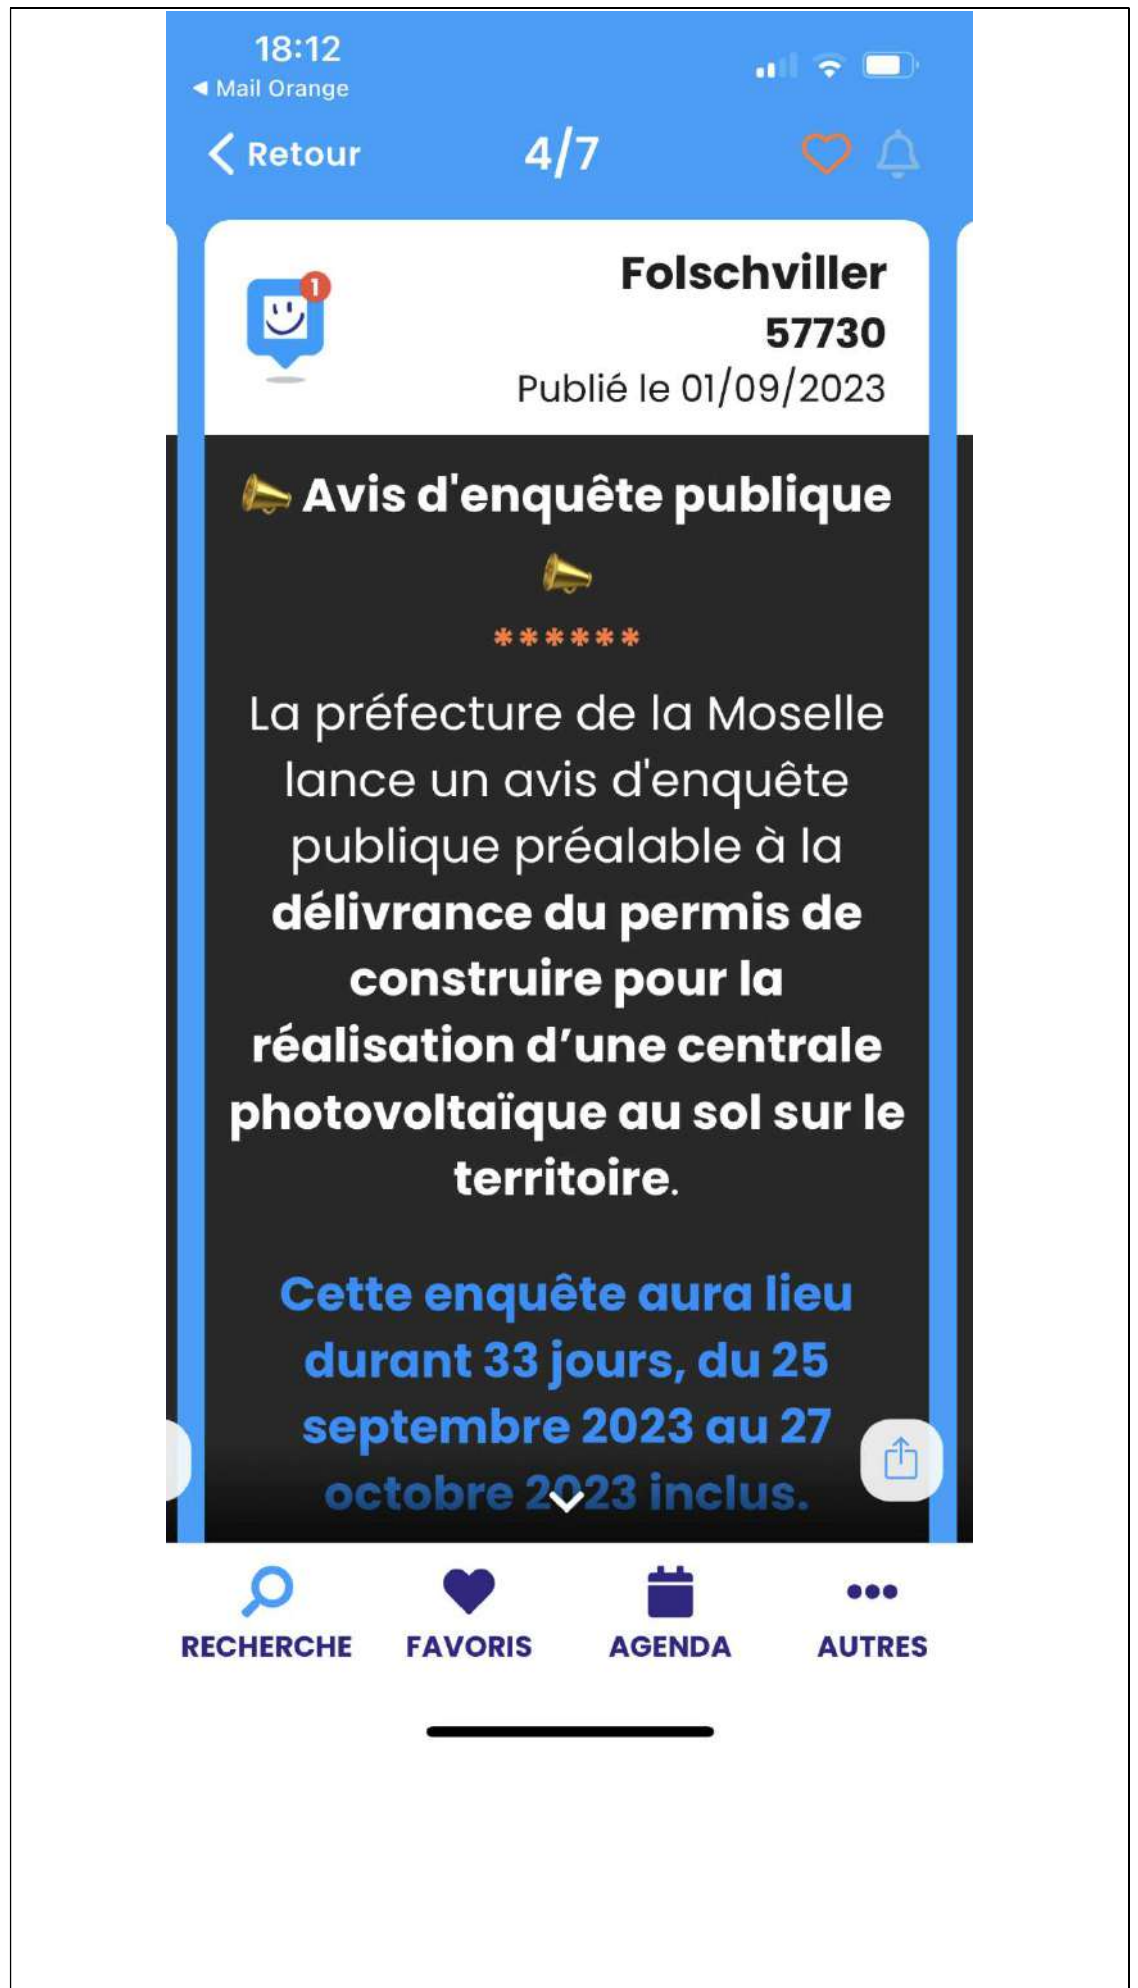 18:12
◀ Mail Orange
Retour
4/7
1
Folschviller
57730
Publié le 01/09/2023
Avis d'enquête publique
******
La préfecture de la Moselle
lance un avis d'enquête
publique préalable à la
délivrance du permis de
construire pour la
réalisation d’une centrale
photovoltaïque au sol sur le
territoire.
Cette enquête aura lieu
durant 33 jours, du 25
septembre 2023 au 27
octobre 2023 inclus.
RECHERCHE
FAVORIS
AGENDA
AUTRES